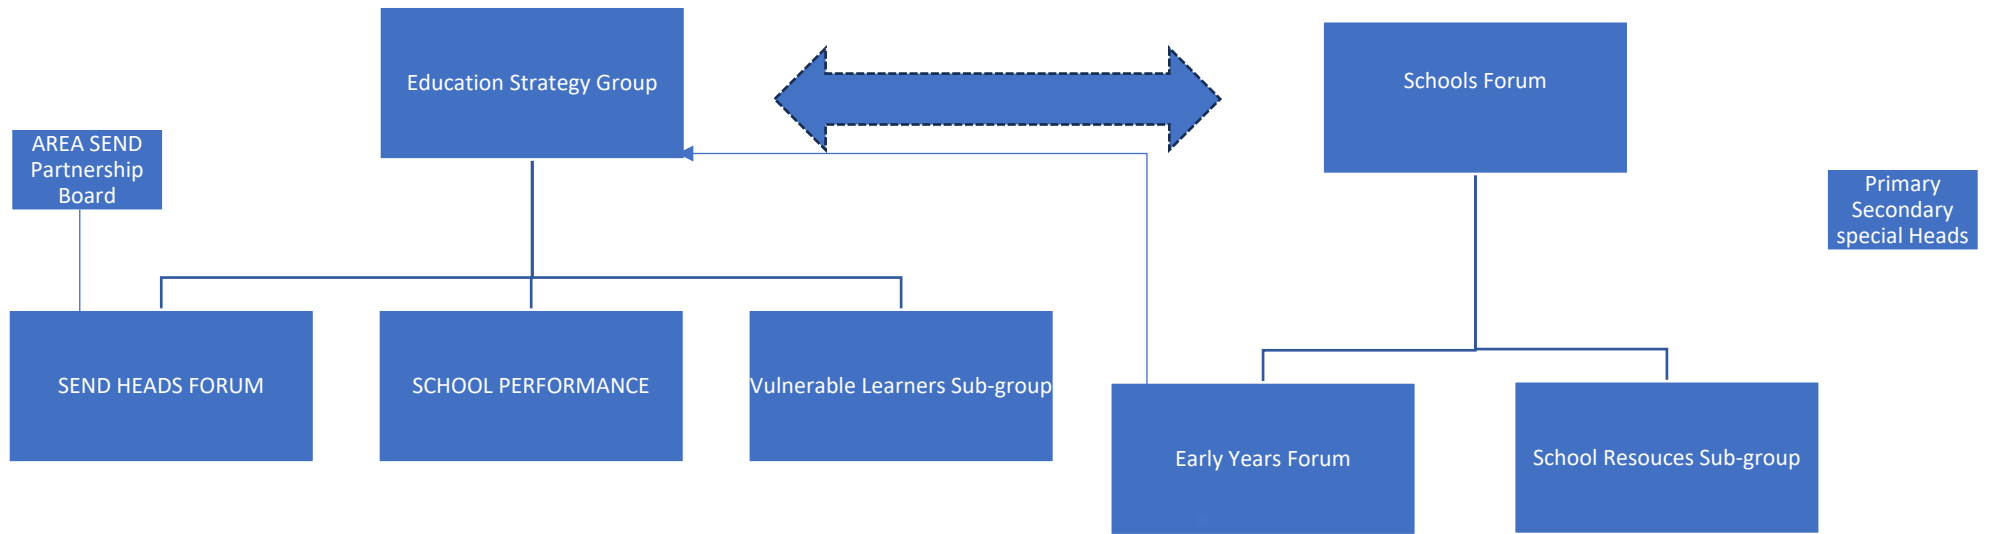 Education Strategy Group
Schools Forum
AREA SEND
Partnership
Board
Primary
Secondary
special Heads
SEND HEADS FORUM
SCHOOL PERFORMANCE
Vulnerable Learners Sub-group
Early Years Forum
School Resouces Sub-group